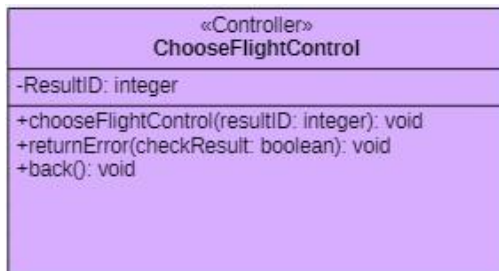 «Controller»
ChooseFlightControl
-ResultID: integer
+chooseFlightControl(resultID: integer): void
+returnError(checkResult: boolean): void
+back(): void